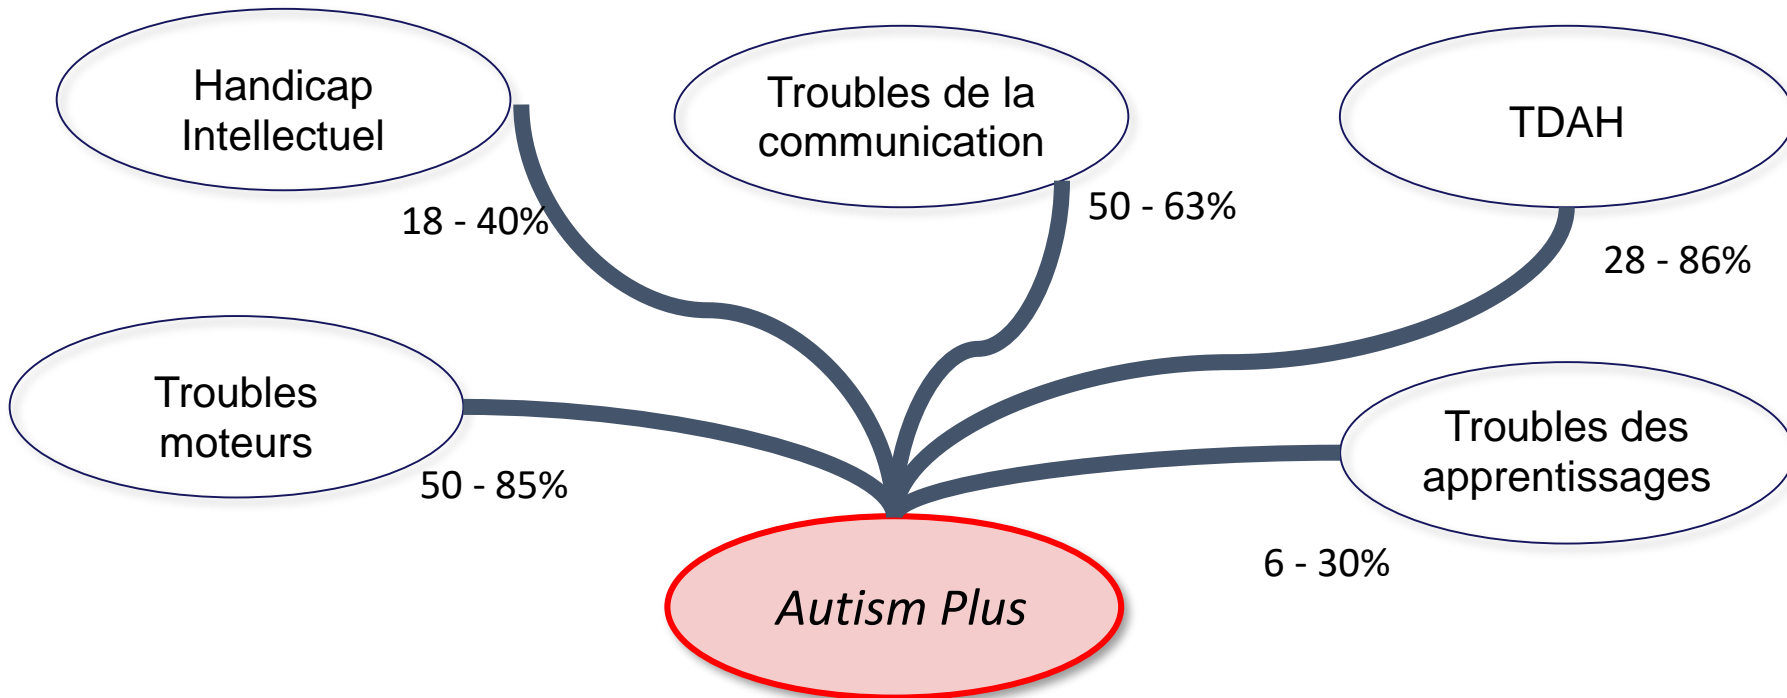 Handicap
Intellectuel
18 - 40%
Troubles de la
communication
50 - 63%
TDAH
28 - 86%
Troubles
moteurs
50 - 85%
Troubles des
apprentissages
6 - 30%
Autism Plus